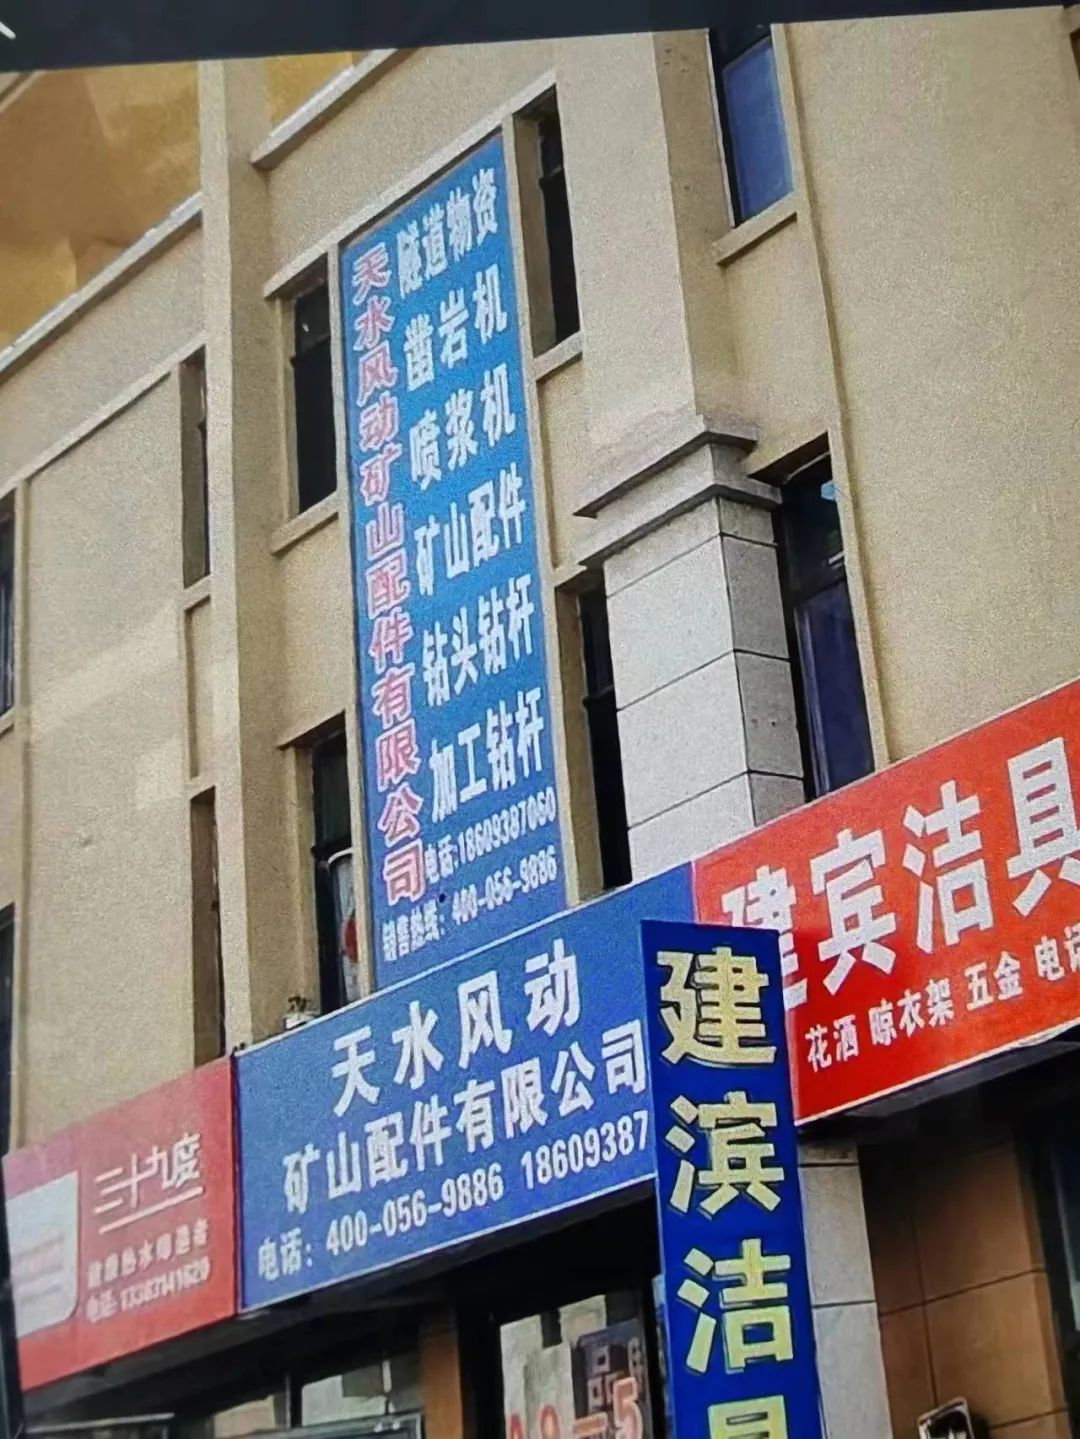 天水风动矿山配件有限公司
隧道物资
凿岩机
喷浆机
矿山配件
钻头钻杆
加工钻杆
电话:18609387060
销售热线: 400-056-9886
天水风动
矿山配件有限公司
电话: 400-056-9886 18609387
建宾洁具
花洒 晾衣架 五金 电话
建滨洁具
三十九度
A8-5